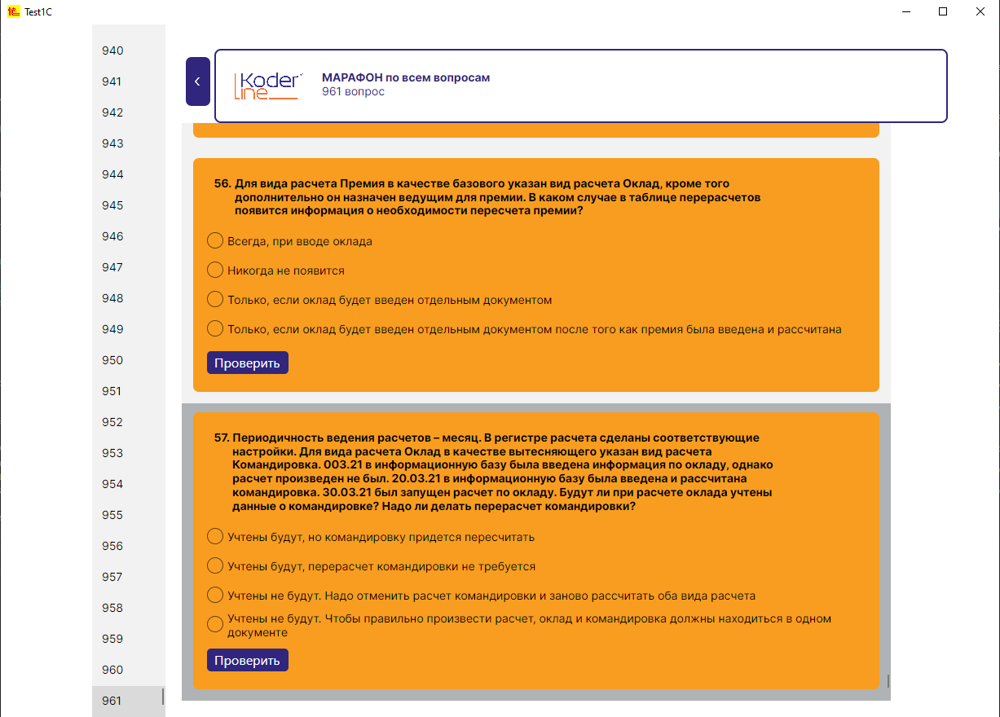 Test1C
940
941
942
943
944
945
946
947
948
949
950
951
952
953
954
955
956
957
958
959
960
961
Koder
line
МАРАФОН по всем вопросам
961 вопрос
56. Для вида расчета Премия в качестве базового указан вид расчета Оклад, кроме того
дополнительно он назначен ведущим для премии. В каком случае в таблице перерасчетов
появится информация о необходимости пересчета премии?
Всегда, при вводе оклада
Никогда не появится
Только, если оклад будет введен отдельным документом
Только, если оклад будет введен отдельным документом после того как премия была введена и рассчитана
Проверить
57. Периодичность ведения расчетов – месяц. В регистре расчета сделаны соответствующие
настройки. Для вида расчета Оклад в качестве вытесняющего указан вид расчета
Командировка. 003.21 в информационную базу была введена информация по окладу, однако
расчет произведен не был. 20.03.21 в информационную базу была введена и рассчитана
командировка. 30.03.21 был запущен расчет по окладу. Будут ли при расчете оклада учтены
данные о командировке? Надо ли делать перерасчет командировки?
Учтены будут, но командировку придется пересчитать
Учтены будут, перерасчет командировки не требуется
Учтены не будут. Надо отменить расчет командировки и заново рассчитать оба вида расчета
Учтены не будут. Чтобы правильно произвести расчет, оклад и командировка должны находиться в одном
документе
Проверить